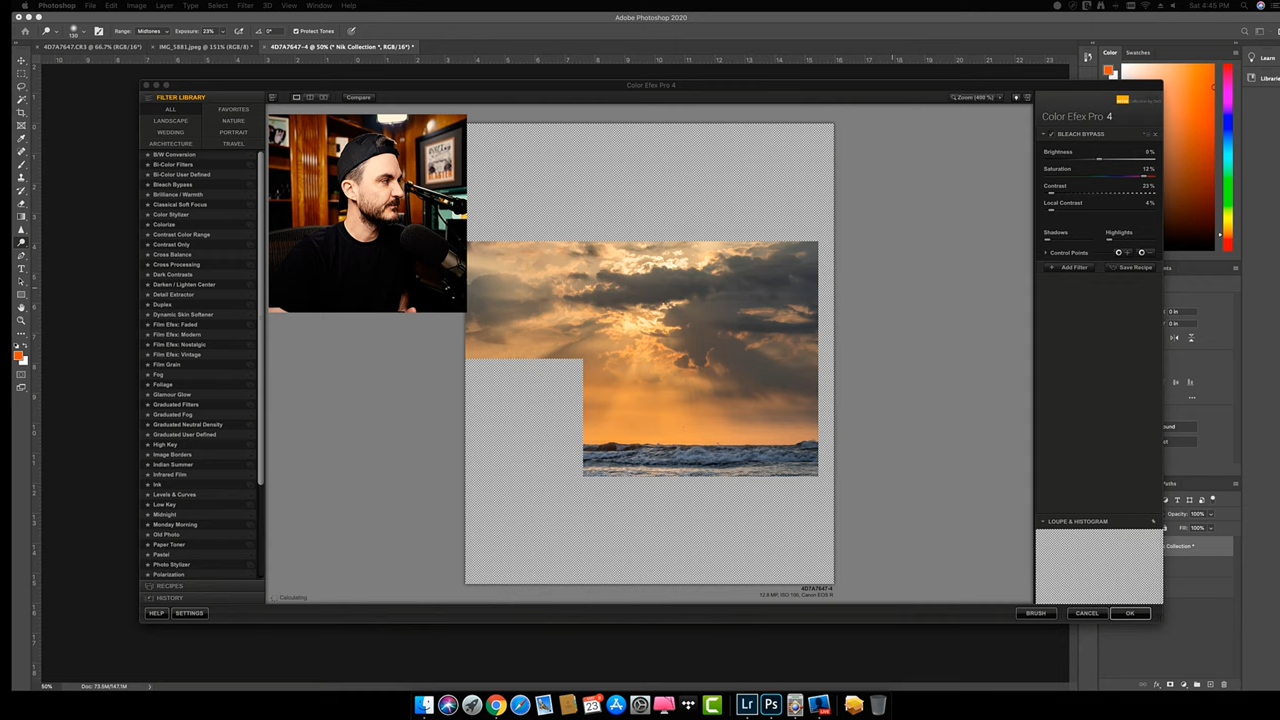 Photoshop File Edit Image Layer Type Select Filter 3D View Window Help
Sat 4:45 PM
Adobe Photoshop 2020
130 Range: Midtones Exposure: 23% 0° Protect Tones
4D7A7647.CR3 @ 66.7% (RGB/16*) IMG_5881.jpeg @ 151% (RGB/8) * 4D7A7647-4 @ 50% (* Nik Collection *, RGB/16*) *
Color Swatches
Learn
Libraries
Color Efex Pro 4
FILTER LIBRARY
Compare
Zoom (400 %)
ALL FAVORITES
LANDSCAPE NATURE
WEDDING PORTRAIT
ARCHITECTURE TRAVEL
B/W Conversion
Bi-Color Filters
Bi-Color User Defined
Bleach Bypass
Brilliance / Warmth
Classical Soft Focus
Color Stylizer
Colorize
Contrast Color Range
Contrast Only
Cross Balance
Cross Processing
Dark Contrasts
Darken / Lighten Center
Detail Extractor
Duplex
Dynamic Skin Softener
Film Efex: Faded
Film Efex: Modern
Film Efex: Nostalgic
Film Efex: Vintage
Film Grain
Fog
Foliage
Glamour Glow
Graduated Filters
Graduated Fog
Graduated Neutral Density
Graduated User Defined
High Key
Image Borders
Indian Summer
Infrared Film
Ink
Levels & Curves
Low Key
Midnight
Monday Morning
Old Photo
Paper Toner
Pastel
Photo Stylizer
Polarization
RECIPES
HISTORY
HELP SETTINGS
Calculating
4D7A7647-4
12.8 MP, ISO 100, Canon EOS R
Color Efex Pro 4
BLEACH BYPASS
Brightness 0 %
Saturation 12 %
Contrast 23 %
Local Contrast 4 %
Shadows Highlights
Control Points
Add Filter Save Recipe
LOUPE & HISTOGRAM
BRUSH CANCEL OK
0 in
0 in
Paths
Opacity: 100%
Fill: 100%
Collection *
50% Doc: 73.5M/147.1M
23
Lr Ps